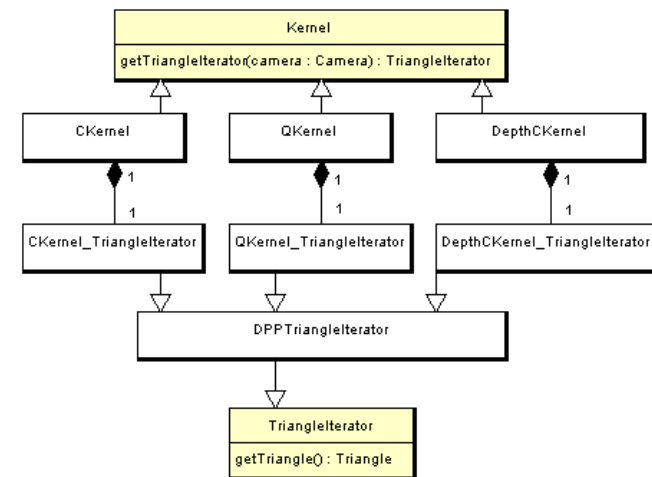 Kernel
getTriangleIterator(camera : Camera) : TriangleIterator
CKernel
QKernel
DepthCKernel
1
1
1
1
1
1
CKernel_TriangleIterator
QKernel_TriangleIterator
DepthCKernel_TriangleIterator
DPPTriangleIterator
TriangleIterator
getTriangle() : Triangle